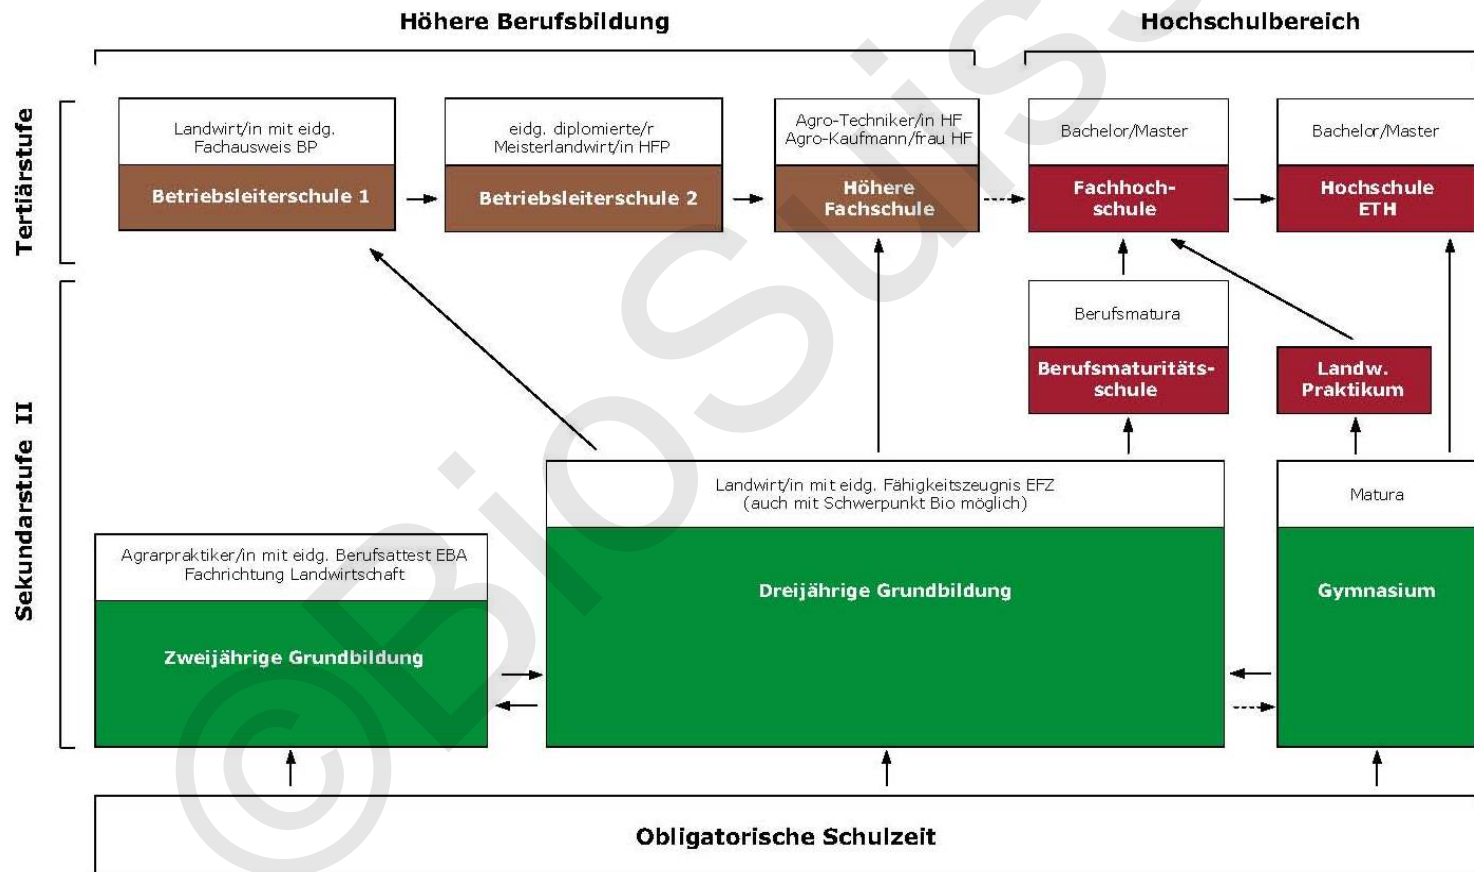 Höhere Berufsbildung
Hochschulbereich
Tertiärstufe
Landwirt/in mit eidg.
Fachausweis BP
Betriebsleiterschule 1
eidg. diplomierte/r
Meisterlandwirt/in HFP
Betriebsleiterschule 2
Agro-Techniker/in HF
Agro-Kaufmann/frau HF
Höhere
Fachschule
Bachelor/Master
Fachhoch-
schule
Bachelor/Master
Hochschule
ETH
Sekundarstufe II
Berufsmatura
Berufsmaturitäts-
schule
Landw.
Praktikum
Landwirt/in mit eidg. Fähigkeitszeugnis EFZ
(auch mit Schwerpunkt Bio möglich)
Dreijährige Grundbildung
Matura
Gymnasium
Agrarpraktiker/in mit eidg. Berufsattest EBA
Fachrichtung Landwirtschaft
Zweijährige Grundbildung
Obligatorische Schulzeit
©BioSuisse